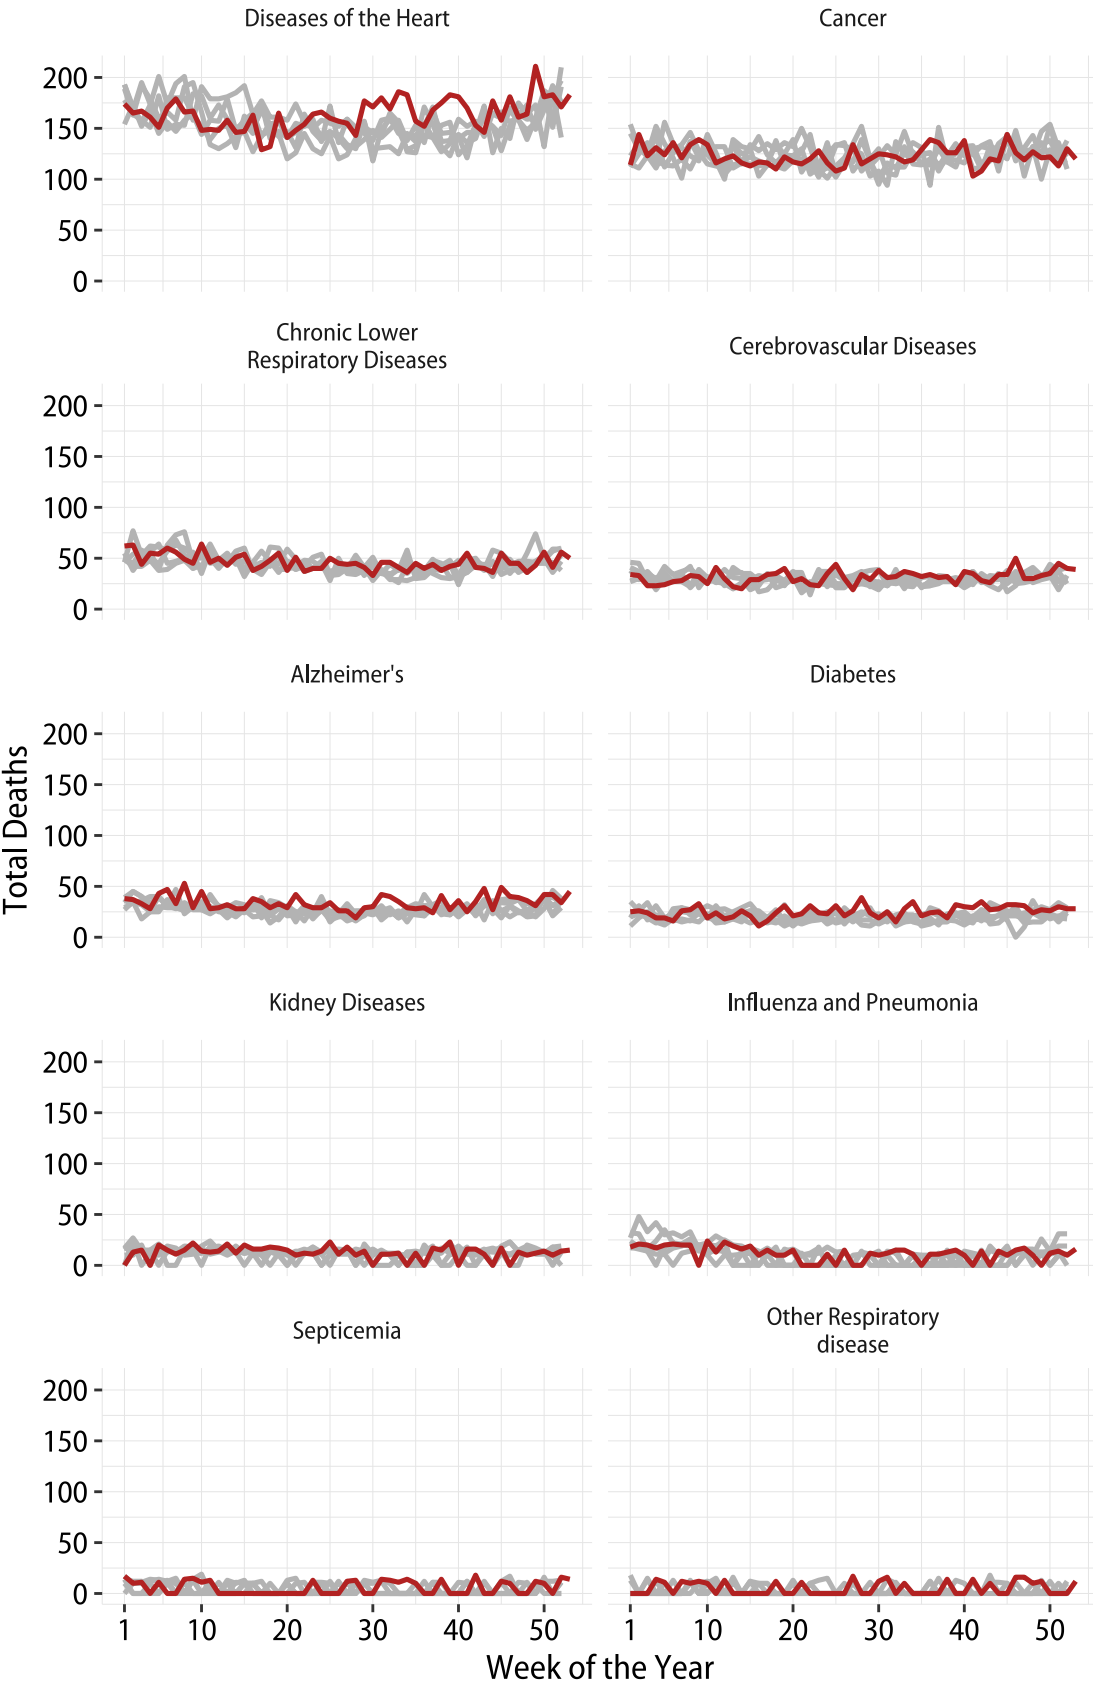 Diseases of the Heart
Cancer
200
150
100
50
0
Chronic Lower
Respiratory Diseases
Cerebrovascular Diseases
200
150
100
50
0
Alzheimer's
Diabetes
200
150
100
50
0
Total Deaths
Kidney Diseases
Influenza and Pneumonia
200
150
100
50
0
Septicemia
Other Respiratory
disease
200
150
100
50
0
1 10 20 30 40 50
1 10 20 30 40 50
Week of the Year